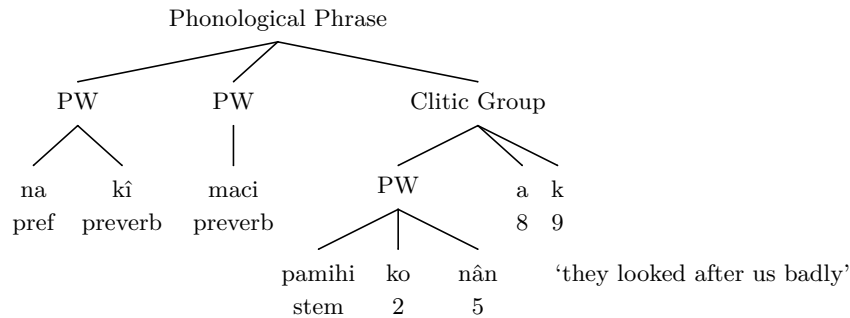 Phonological Phrase
PW PW Clitic Group
na kî maci PW a k
pref preverb preverb 8 9
pamihi ko nân ‘they looked after us badly’
stem 2 5